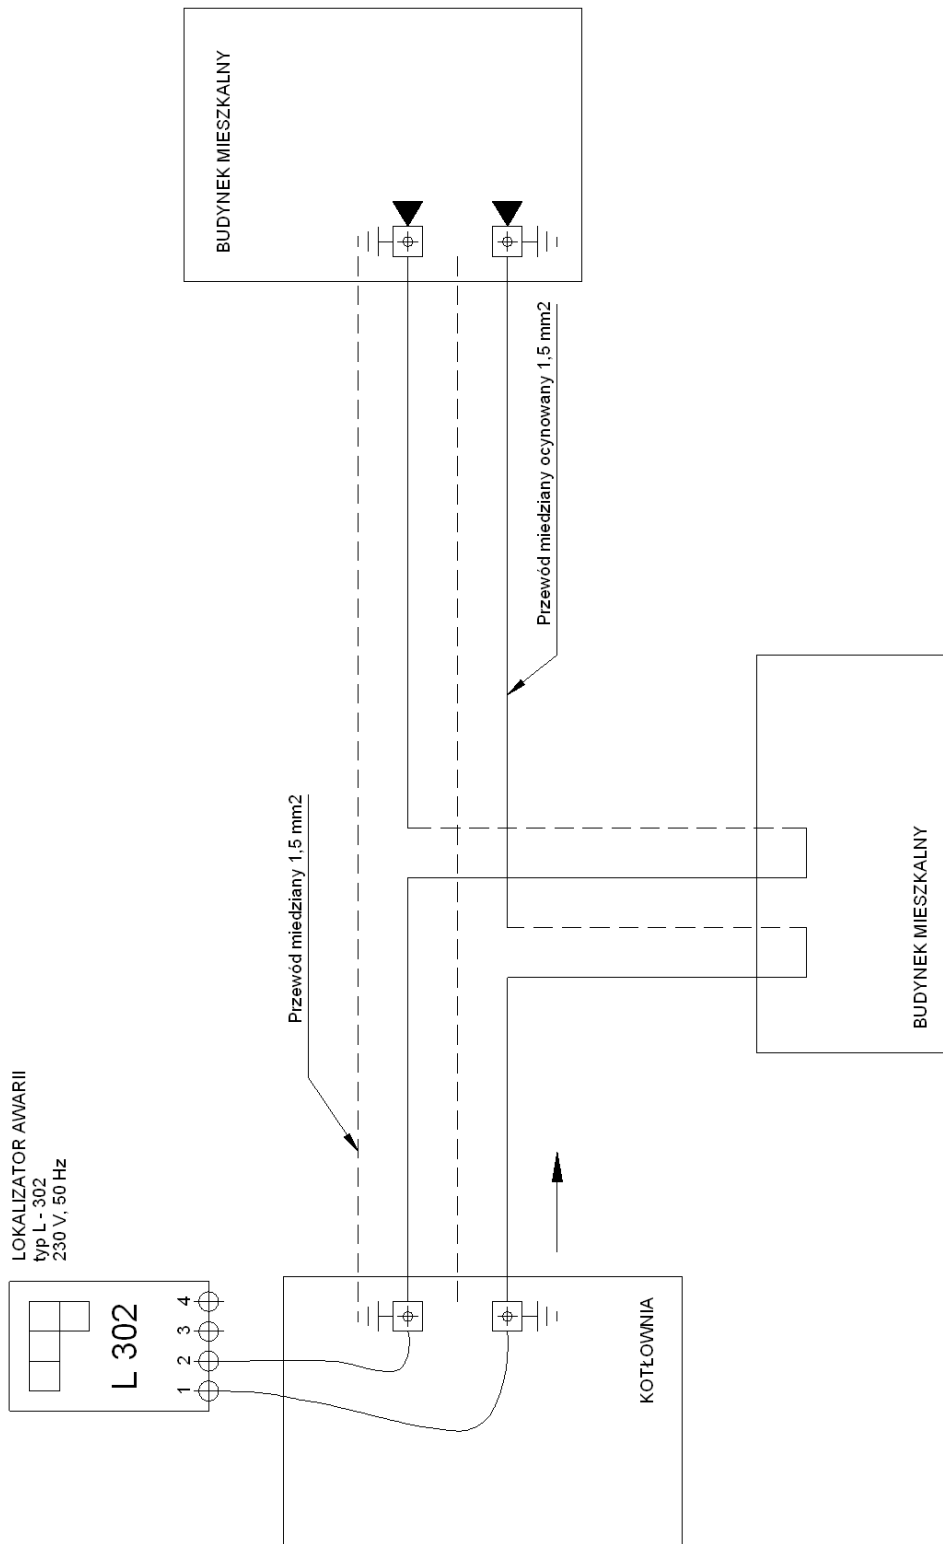 LOKALIZATOR AWARII
typ L - 302
230 V, 50 Hz
L 302
1 2 3 4
KOTŁOWNIA
Przewód miedziany 1,5 mm2
Przewód miedziany ocynowany 1,5 mm2
BUDYNEK MIESZKALNY
BUDYNEK MIESZKALNY